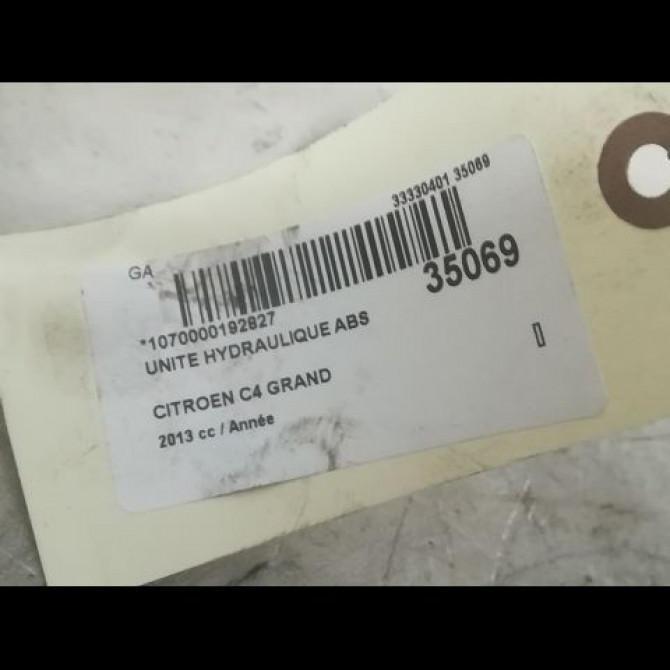 33330401 35069
GA
35069
*1070000192827
UNITE HYDRAULIQUE ABS
CITROEN C4 GRAND
2013 cc / Année